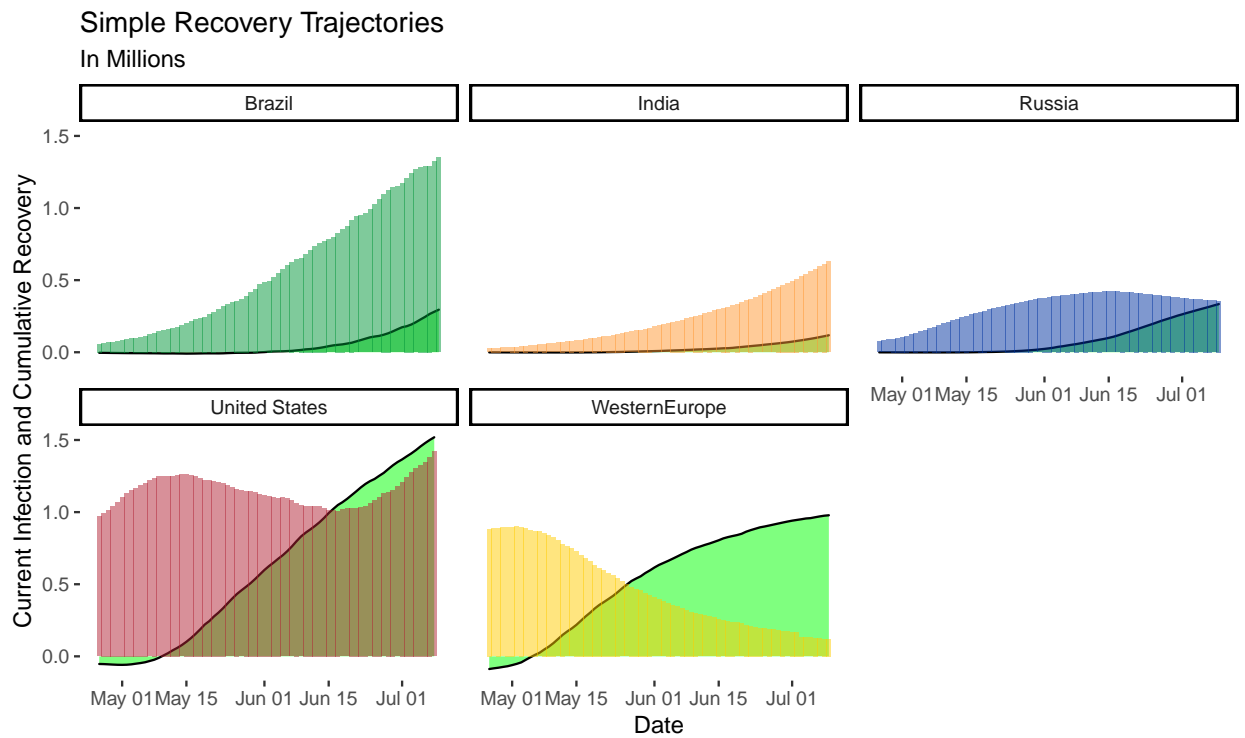 Simple Recovery Trajectories
In Millions
Brazil
India
Russia
1.5
1.0
0.5
0.0
May 01 May 15 Jun 01 Jun 15 Jul 01
United States
WesternEurope
1.5
1.0
0.5
0.0
May 01 May 15 Jun 01 Jun 15 Jul 01
May 01 May 15 Jun 01 Jun 15 Jul 01
Date
Current Infection and Cumulative Recovery